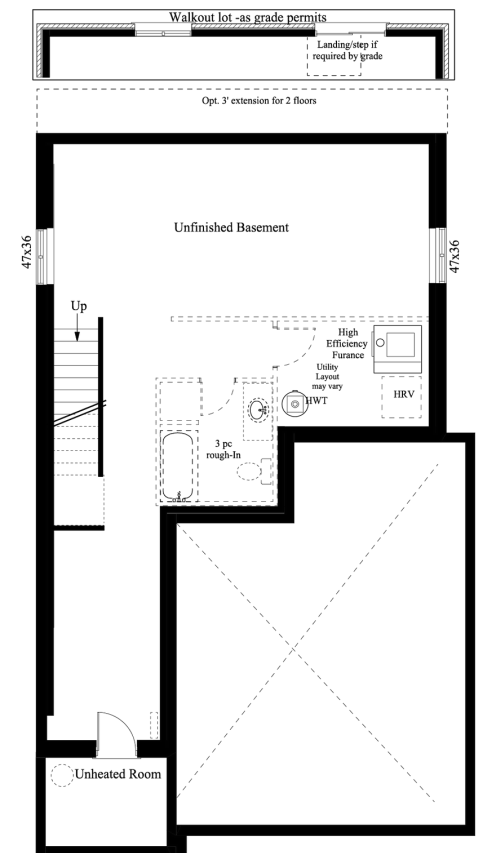 Walkout lot -as grade permits
Landing/step if
required by grade
Opt. 3' extension for 2 floors
Unfinished Basement
47x36
47x36
Up
High
Efficiency
Furance
Utility
Layout
may vary
HWT
HRV
3 pc
rough-In
Unheated Room